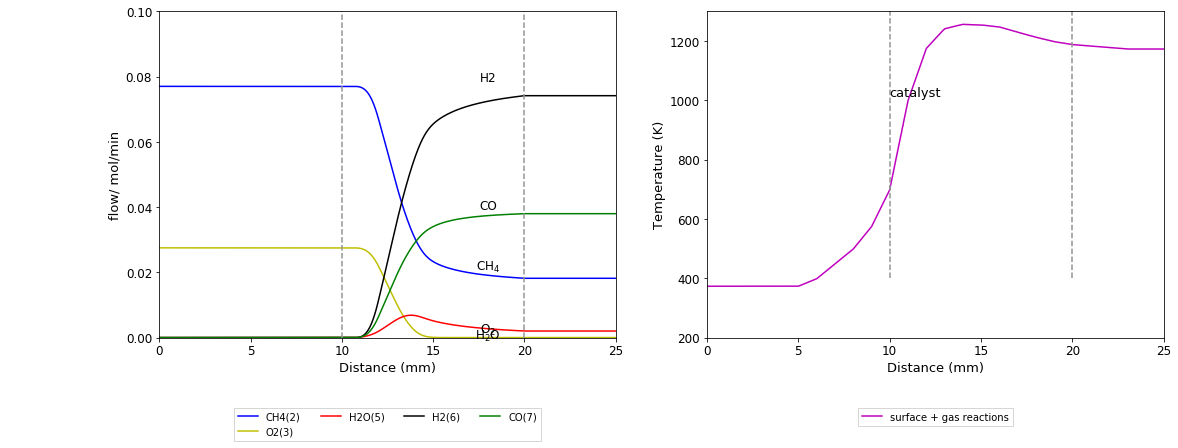 0.10
0.08
0.06
0.04
0.02
0.00
flow/ mol/min
H2
CO
CH4
O2
H2O
0 5 10 15 20 25
Distance (mm)
CH4(2) H2O(5) H2(6) CO(7)
O2(3)
1200
1000
800
600
400
200
Temperature (K)
catalyst
0 5 10 15 20 25
Distance (mm)
surface + gas reactions